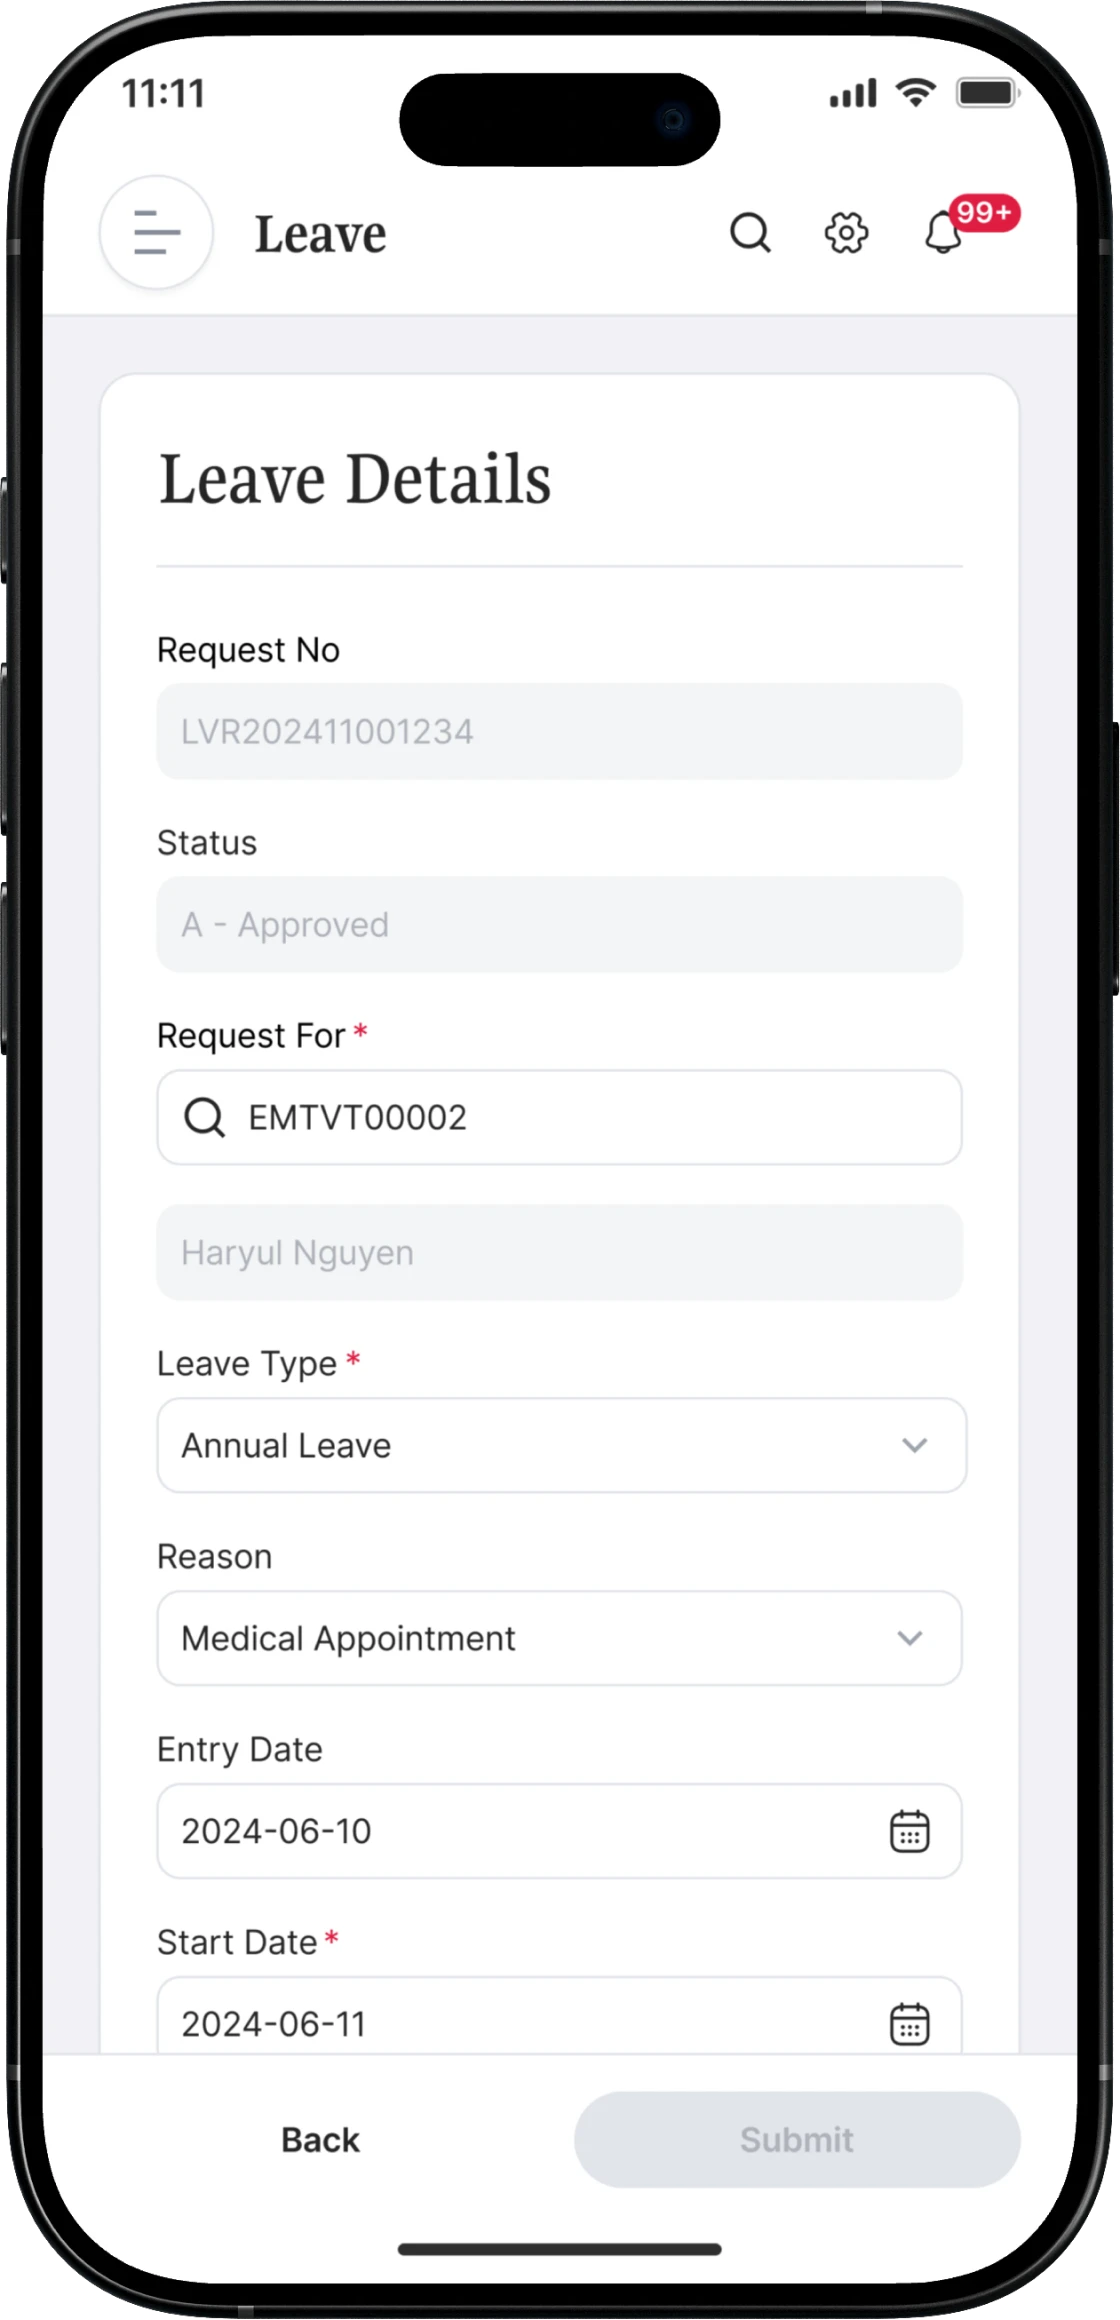 11:11
Leave
99+
Leave Details
Request No
LVR202411001234
Status
A - Approved
Request For *
EMTVT00002
Haryul Nguyen
Leave Type *
Annual Leave
Reason
Medical Appointment
Entry Date
2024-06-10
Start Date *
2024-06-11
Back
Submit